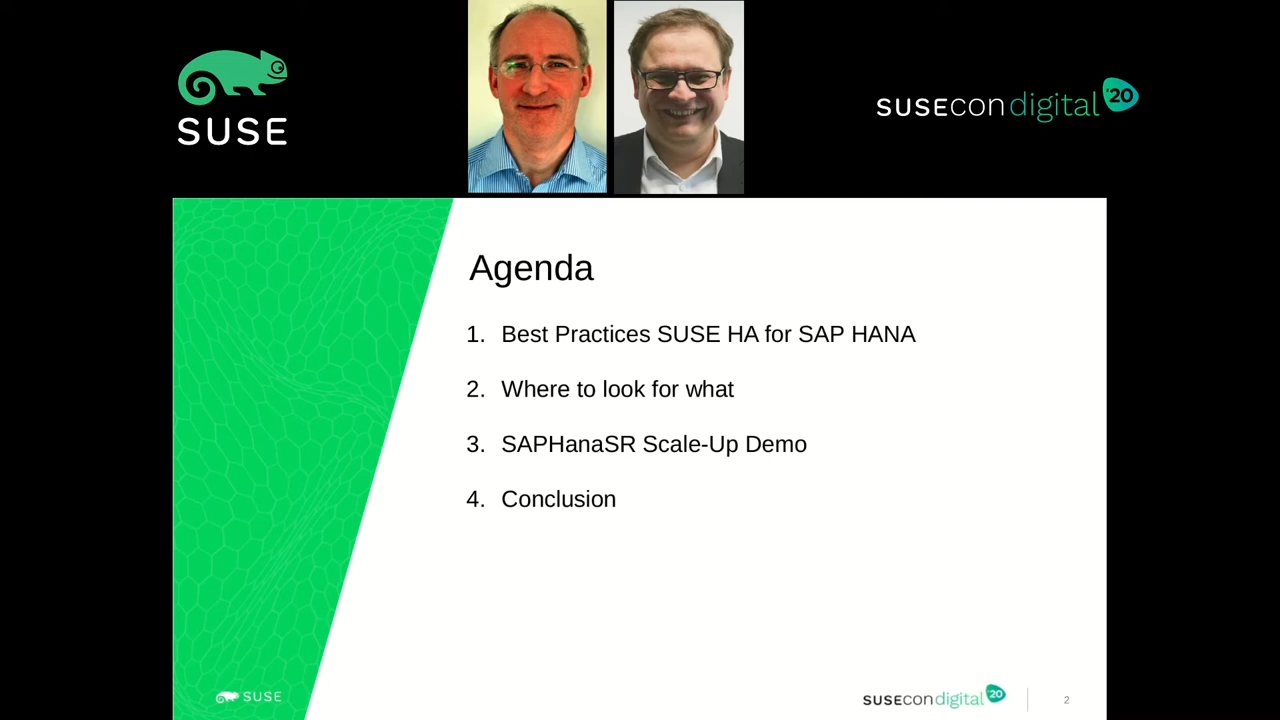 SUSE
SUSEcon digital '20
Agenda
1. Best Practices SUSE HA for SAP HANA
2. Where to look for what
3. SAPHanaSR Scale-Up Demo
4. Conclusion
SUSE
SUSEcon digital '20
2